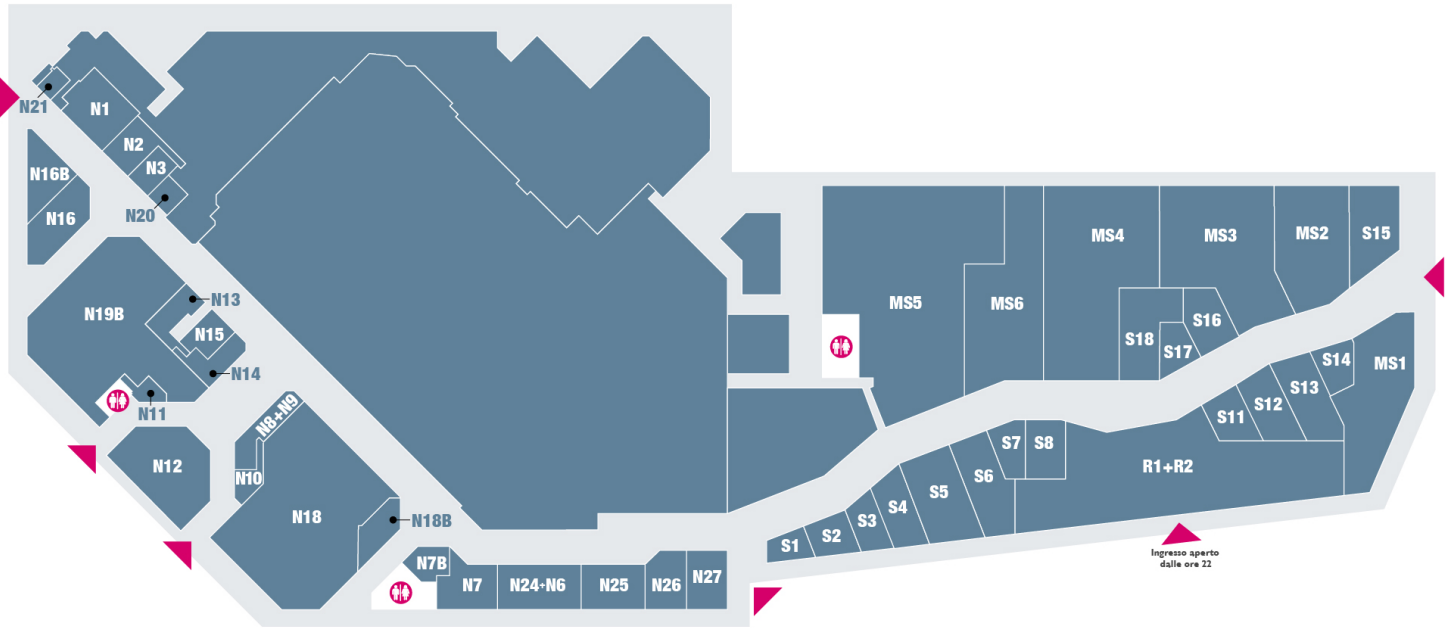 N21
N1
N2
N3
N20
N16B
N16
N19B
N13
N15
N14
N11
N12
N8+N9
N10
N18
N18B
N7B
N7
N24+N6
N25
N26
N27
MS5
MS6
MS4
MS3
MS2
S15
S18
S17
S16
S14
MS1
S13
S12
S11
R1+R2
S8
S7
S6
S5
S4
S3
S2
S1
Ingresso aperto
dalle ore 22